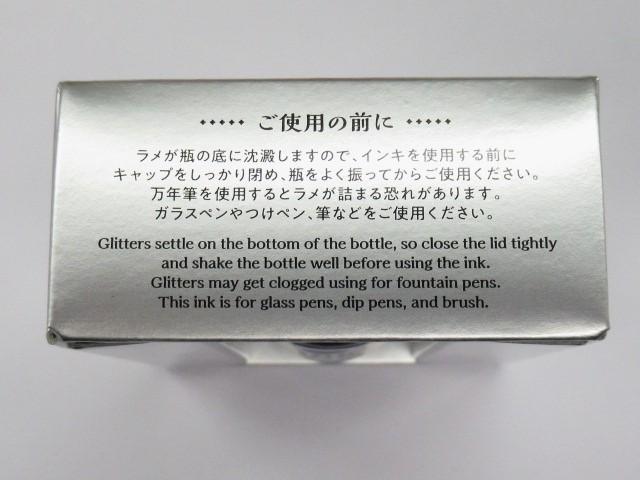 ◆◆◆◆◆ ご使用の前に ◆◆◆◆◆
ラメが瓶の底に沈澱しますので、インキを使用する前に
キャップをしっかり閉め、瓶をよく振ってからご使用ください。
万年筆を使用するとラメが詰まる恐れがあります。
ガラスペンやつけペン、筆などをご使用ください。
Glitters settle on the bottom of the bottle, so close the lid tightly
and shake the bottle well before using the ink.
Glitters may get clogged using for fountain pens.
This ink is for glass pens, dip pens, and brush.